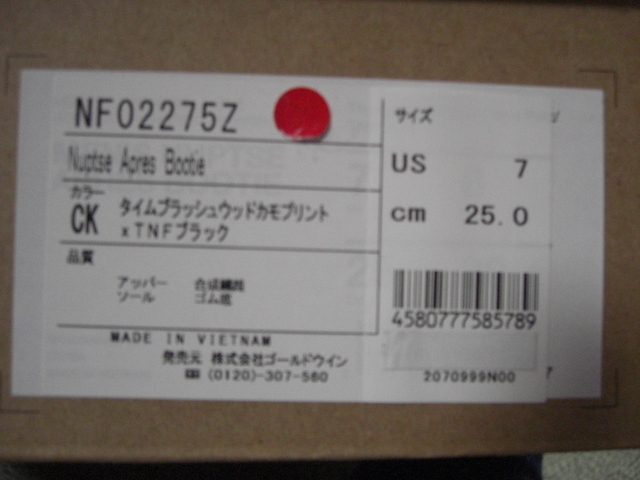 NF02275Z
Nuptse Apres Bootie
カラー
CK タイムブラッシュウッドカモプリント
xTNFブラック
品質
アッパー 合成繊維
ソール ゴム底
MADE IN VIETNAM
発売元 株式会社ゴールドウイン
(0120)-307-560
サイズ
US 7
cm 25.0
4580777585789
2070999N00